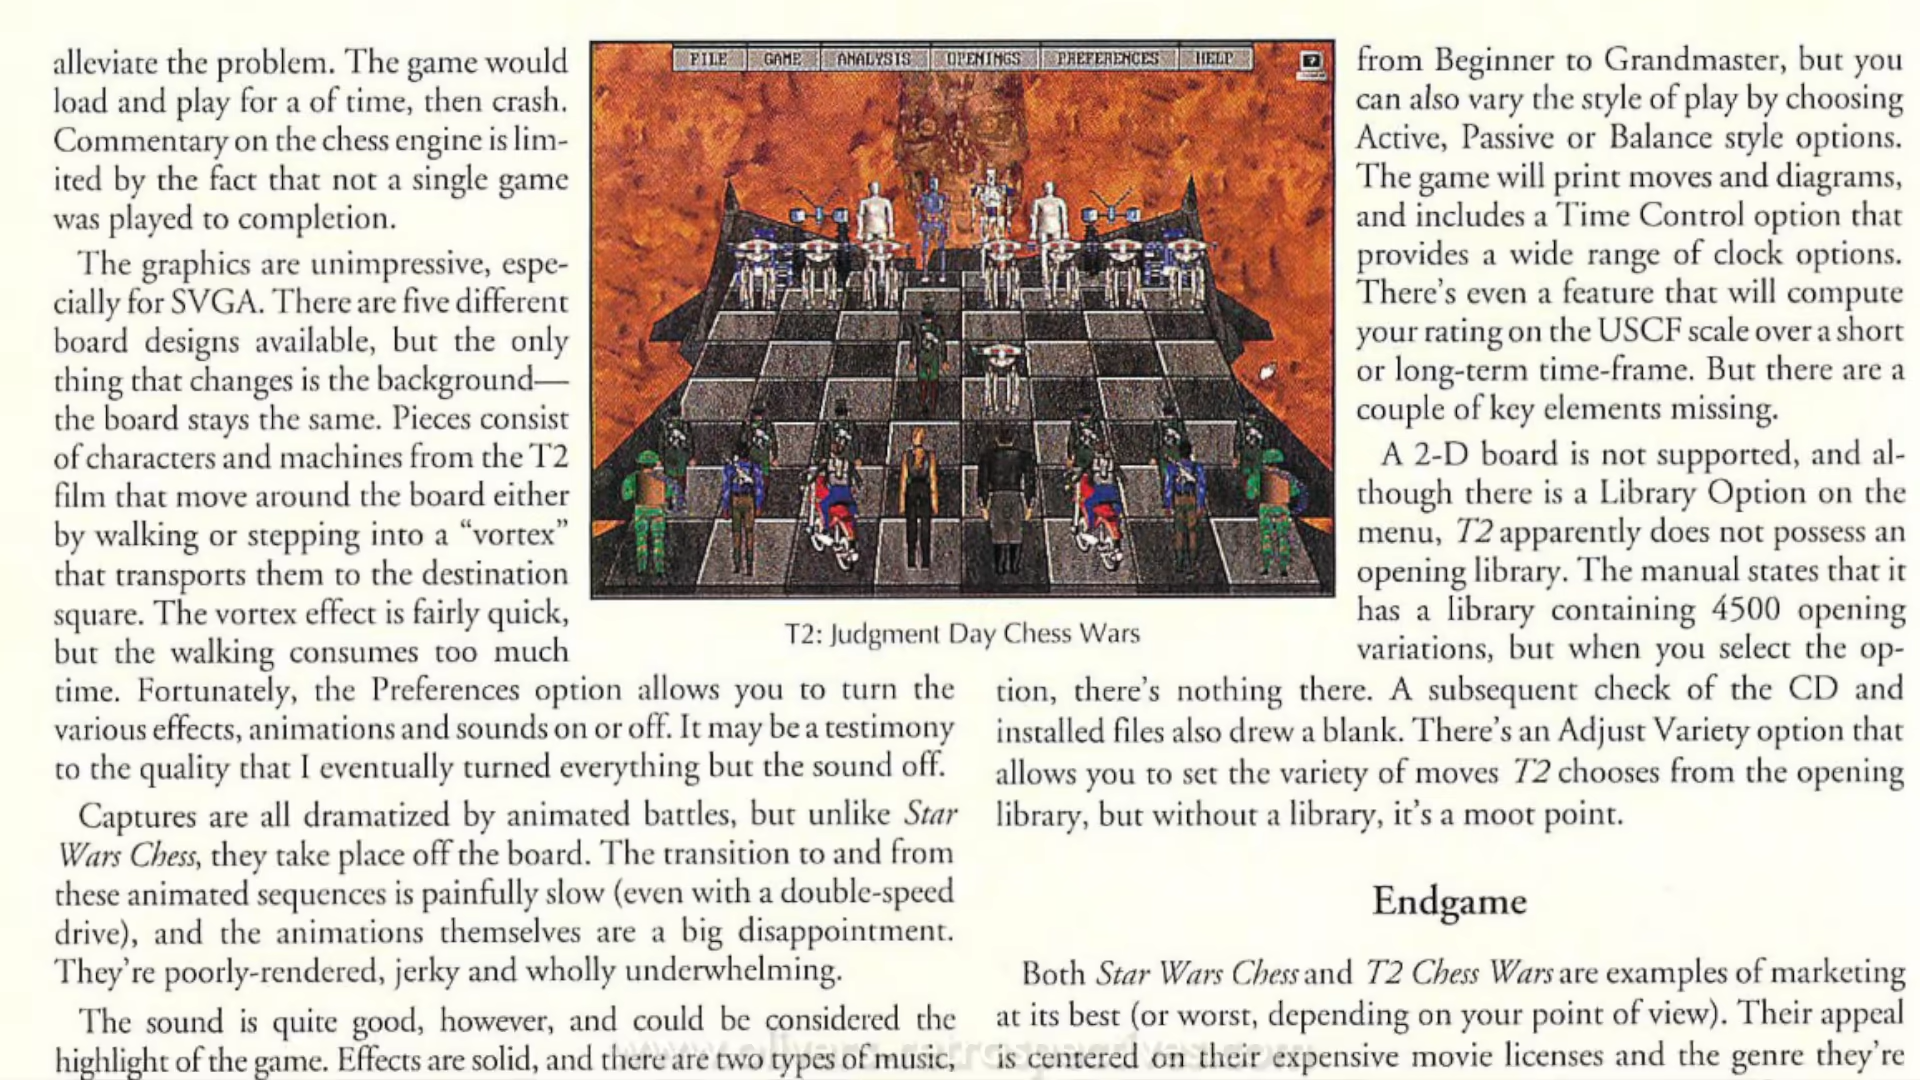 alleviate the problem. The game would
load and play for a of time, then crash.
Commentary on the chess engine is lim-
ited by the fact that not a single game
was played to completion.
The graphics are unimpressive, espe-
cially for SVGA. There are five different
board designs available, but the only
thing that changes is the background—
the board stays the same. Pieces consist
of characters and machines from the T2
film that move around the board either
by walking or stepping into a “vortex”
that transports them to the destination
square. The vortex effect is fairly quick,
but the walking consumes too much
time. Fortunately, the Preferences option allows you to turn the
various effects, animations and sounds on or off. It may be a testimony
to the quality that I eventually turned everything but the sound off.
Captures are all dramatized by animated battles, but unlike Star
Wars Chess, they take place off the board. The transition to and from
these animated sequences is painfully slow (even with a double-speed
drive), and the animations themselves are a big disappointment.
They're poorly-rendered, jerky and wholly underwhelming.
The sound is quite good, however, and could be considered the
highlight of the game. Effects are solid, and there are two types of music,
FILE GAME ANALYSIS OPENINGS PREFERENCES HELP
T2: Judgment Day Chess Wars
from Beginner to Grandmaster, but you
can also vary the style of play by choosing
Active, Passive or Balance style options.
The game will print moves and diagrams,
and includes a Time Control option that
provides a wide range of clock options.
There's even a feature that will compute
your rating on the USCF scale over a short
or long-term time-frame. But there are a
couple of key elements missing.
A 2-D board is not supported, and al-
though there is a Library Option on the
menu, T2 apparently does not possess an
opening library. The manual states that it
has a library containing 4500 opening
variations, but when you select the op-
tion, there's nothing there. A subsequent check of the CD and
installed files also drew a blank. There's an Adjust Variety option that
allows you to set the variety of moves T2 chooses from the opening
library, but without a library, it's a moot point.
Endgame
Both Star Wars Chess and T2 Chess Wars are examples of marketing
at its best (or worst, depending on your point of view). Their appeal
is centered on their expensive movie licenses and the genre they're